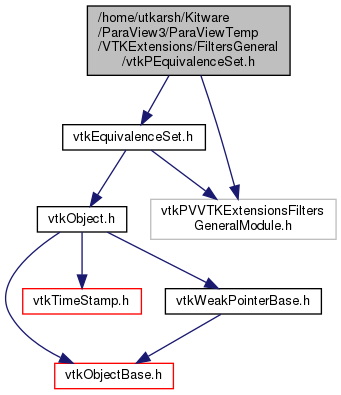 /home/utkarsh/Kitware
/ParaView3/ParaViewTemp
/VTKExtensions/FiltersGeneral
/vtkPEquivalenceSet.h
vtkEquivalenceSet.h
vtkPVVTKExtensionsFilters
GeneralModule.h
vtkObject.h
vtkTimeStamp.h
vtkWeakPointerBase.h
vtkObjectBase.h